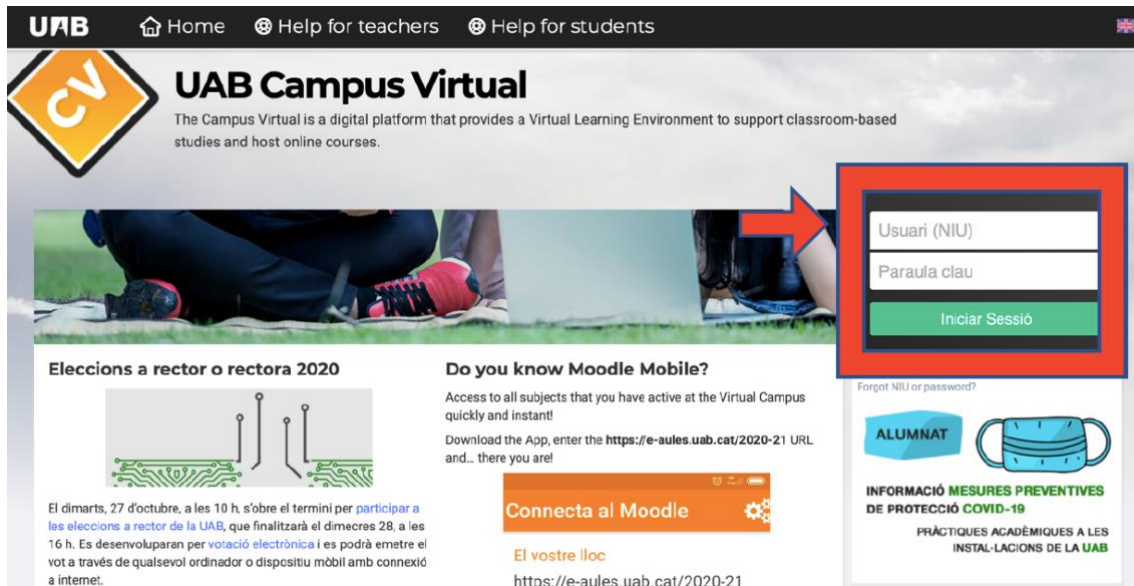 UAB
Home
Help for teachers
Help for students
CV
UAB Campus Virtual
The Campus Virtual is a digital platform that provides a Virtual Learning Environment to support classroom-based
studies and host online courses.
Usuari (NIU)
Paraula clau
Iniciar Sessió
Forgot NIU or password?
Eleccions a rector o rectora 2020
El dimarts, 27 d'octubre, a les 10 h, s'obre el termini per participar a
les eleccions a rector de la UAB, que finalitzarà el dimecres 28, a les
16 h. Es desenvoluparan per votació electrònica i es podrà emetre el
vot a través de qualsevol ordinador o dispositiu mòbil amb connexió
a internet.
Do you know Moodle Mobile?
Access to all subjects that you have active at the Virtual Campus
quickly and instant!
Download the App, enter the https://e-aules.uab.cat/2020-21 URL
and... there you are!
Connecta al Moodle
El vostre lloc
https://e-aules.uab.cat/2020-21
ALUMNAT
INFORMACIÓ MESURES PREVENTIVES
DE PROTECCIÓ COVID-19
PRÀCTIQUES ACADÈMIQUES A LES
INSTAL·LACIONS DE LA UAB